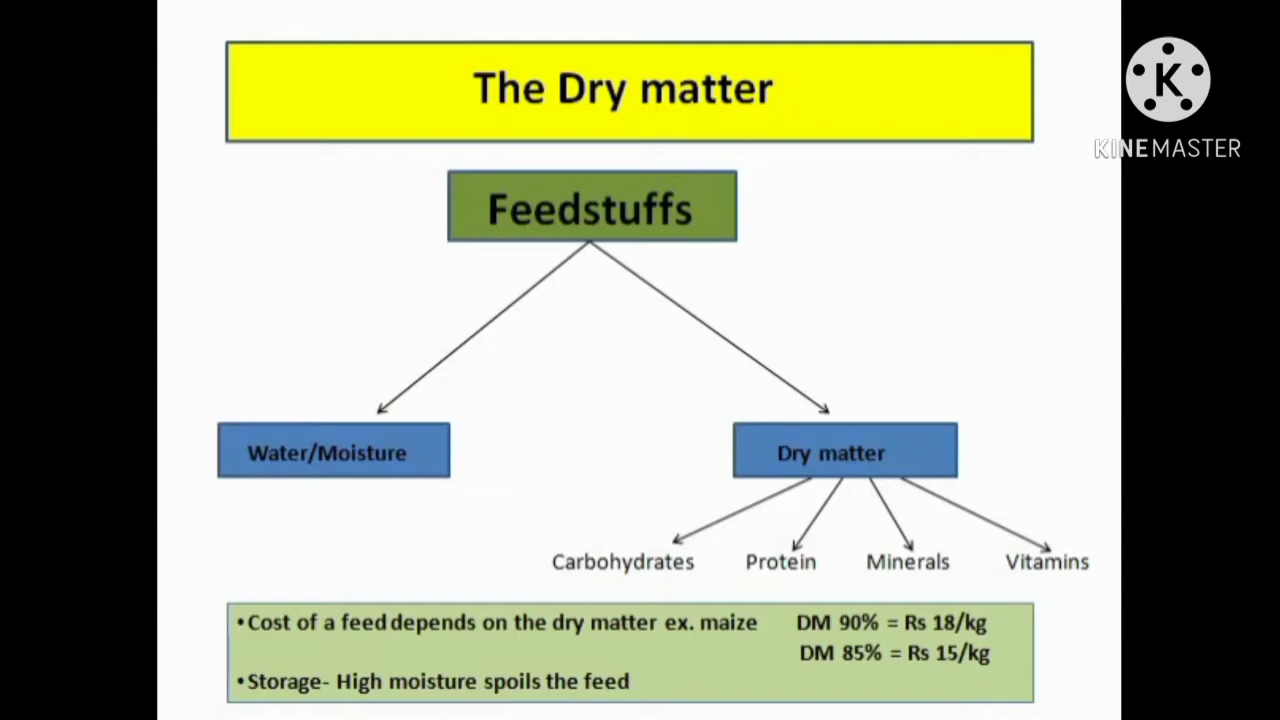 The Dry matter
K
KINEMASTER
Feedstuffs
Water/Moisture
Dry matter
Carbohydrates Protein Minerals Vitamins
•Cost of a feed depends on the dry matter ex. maize DM 90% = Rs 18/kg
DM 85% = Rs 15/kg
•Storage- High moisture spoils the feed